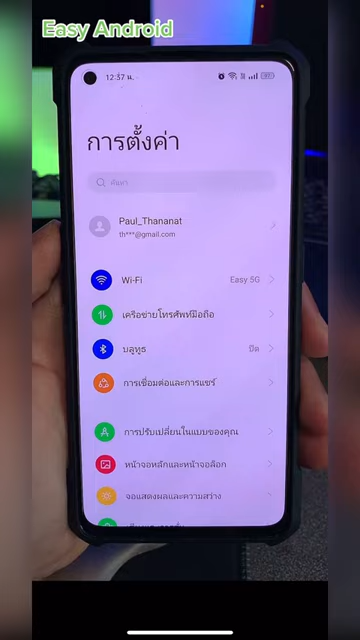 Easy Android
12:37 น.
การตั้งค่า
ค้นหา
Paul_Thananat
th***@gmail.com
Wi-Fi
Easy 5G
เครือข่ายโทรศัพท์มือถือ
บลูทูธ
ปิด
การเชื่อมต่อและการแชร์
การปรับเปลี่ยนในแบบของคุณ
หน้าจอหลักและหน้าจอล็อก
จอแสดงผลและความสว่าง